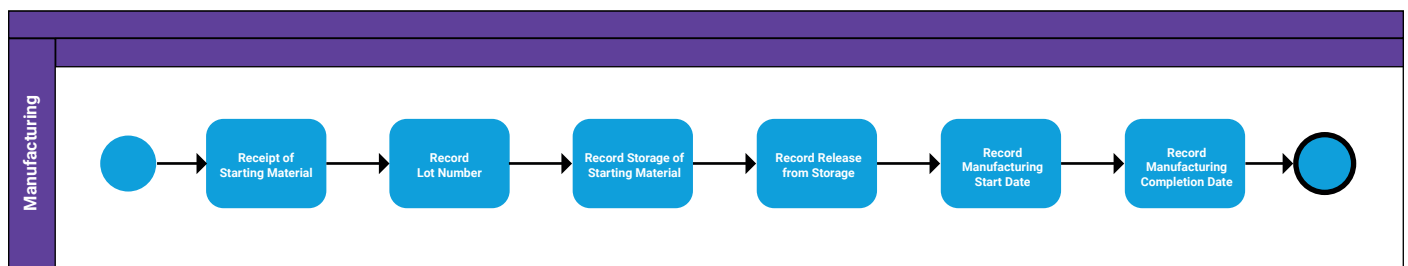 Manufacturing
Receipt of
Starting Material
Record
Lot Number
Record Storage of
Starting Material
Record Release
from Storage
Record
Manufacturing
Start Date
Record
Manufacturing
Completion Date